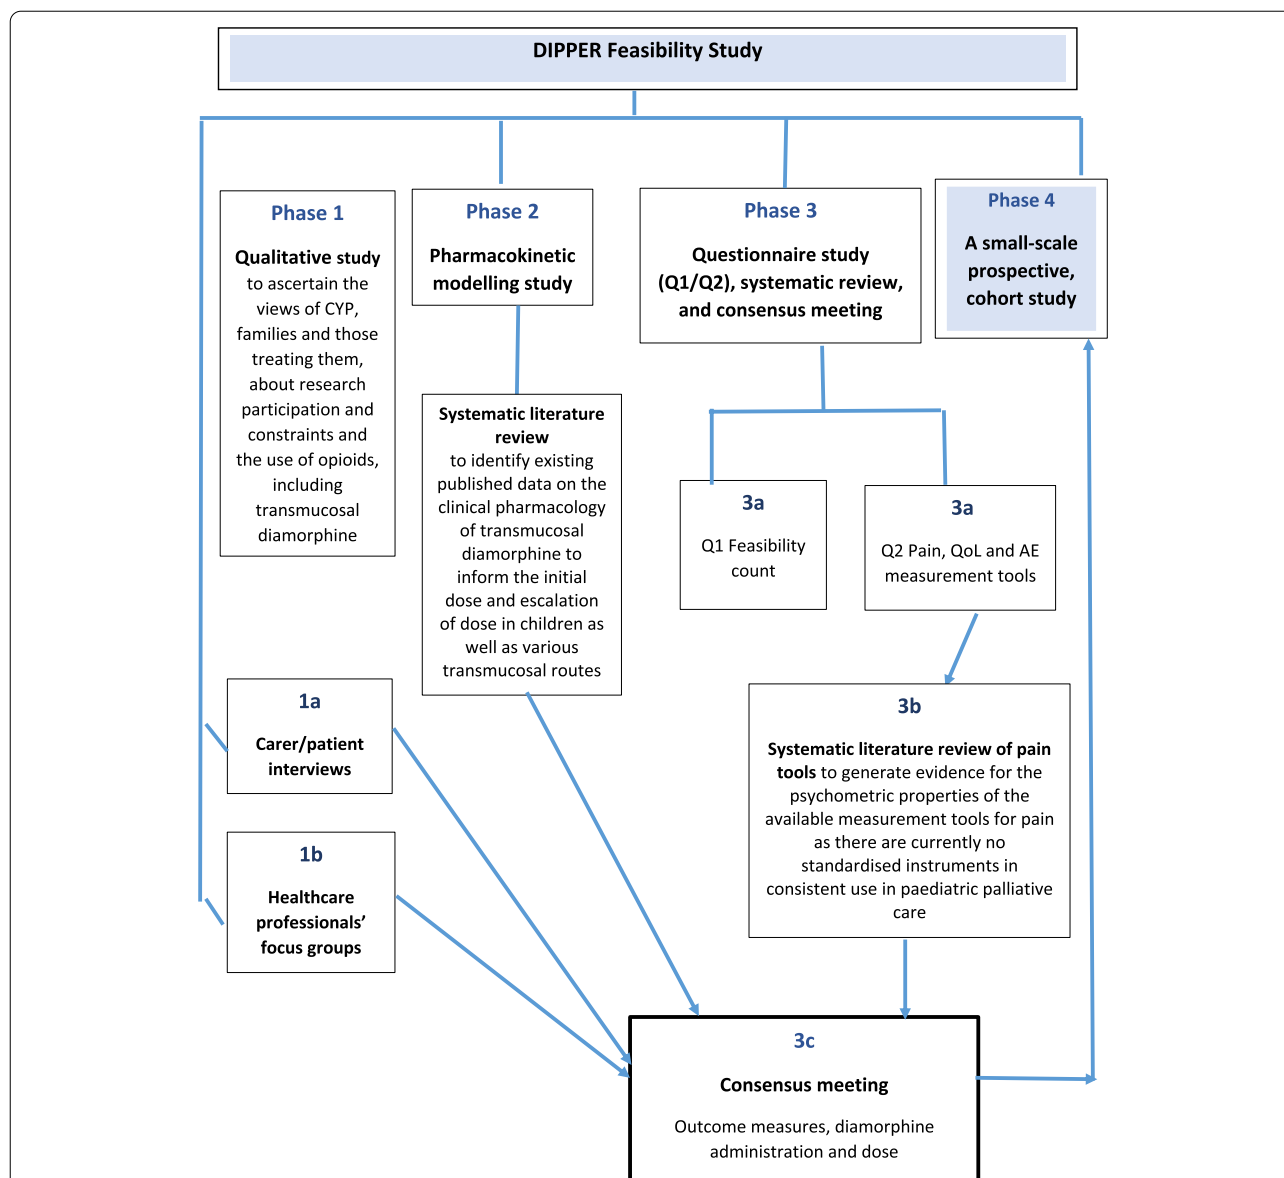 DIPPER Feasibility Study
Phase 1
Qualitative study
to ascertain the
views of CYP,
families and those
treating them,
about research
participation and
constraints and
the use of opioids,
including
transmucosal
diamorphine
Phase 2
Pharmacokinetic
modelling study
Phase 3
Questionnaire study
(Q1/Q2), systematic review,
and consensus meeting
Phase 4
A small-scale
prospective,
cohort study
Systematic literature
review
to identify existing
published data on the
clinical pharmacology
of transmucosal
diamorphine to
inform the initial
dose and escalation
of dose in children as
well as various
transmucosal routes
3a
Q1 Feasibility
count
3a
Q2 Pain, QoL and AE
measurement tools
1a
Carer/patient
interviews
1b
Healthcare
professionals’
focus groups
3b
Systematic literature review of pain
tools to generate evidence for the
psychometric properties of the
available measurement tools for pain
as there are currently no
standardised instruments in
consistent use in paediatric palliative
care
3c
Consensus meeting
Outcome measures, diamorphine
administration and dose